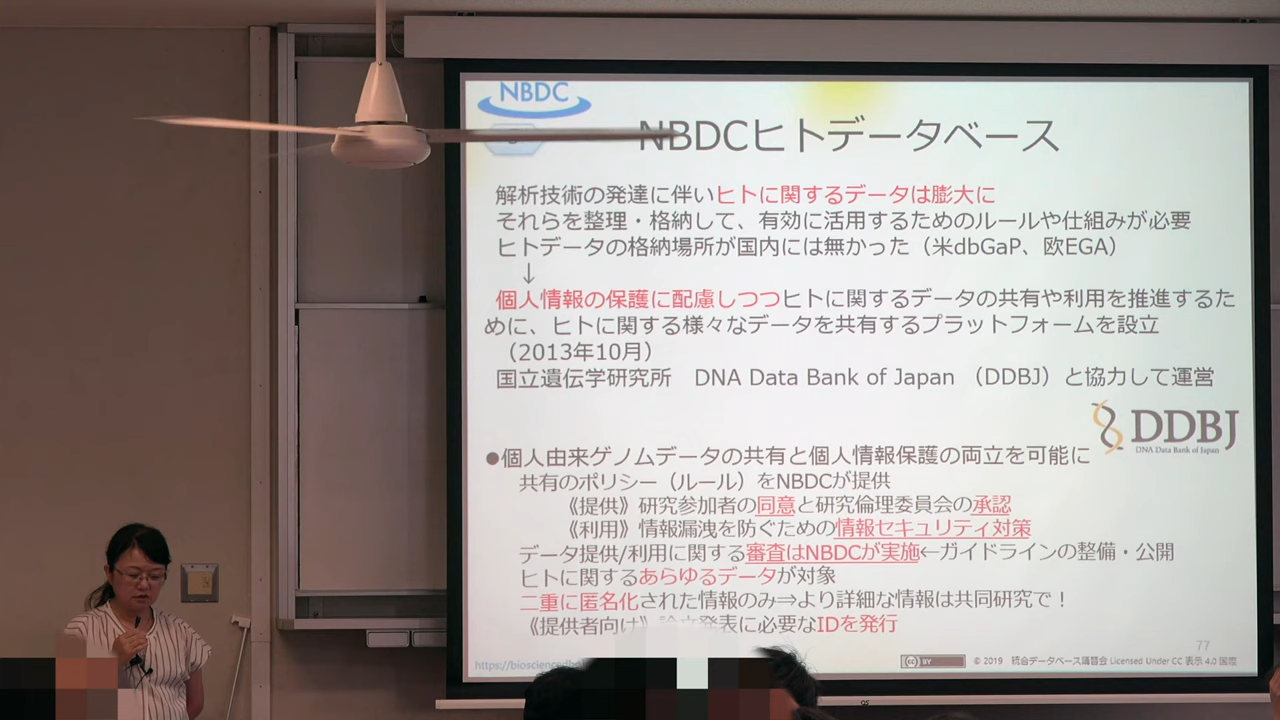 NBDC
NBDCヒトデータベース
解析技術の発達に伴いヒトに関するデータは膨大に
それらを整理・格納して、有効に活用するためのルールや仕組みが必要
ヒトデータの格納場所が国内には無かった（米dbGaP、欧EGA）
↓
個人情報の保護に配慮しつつヒトに関するデータの共有や利用を推進するた
めに、ヒトに関する様々なデータを共有するプラットフォームを設立
（2013年10月）
国立遺伝学研究所　DNA Data Bank of Japan （DDBJ）と協力して運営
DDBJ
DNA Data Bank of Japan
●個人由来ゲノムデータの共有と個人情報保護の両立を可能に
共有のポリシー（ルール）をNBDCが提供
《提供》研究参加者の同意と研究倫理委員会の承認
《利用》情報漏洩を防ぐための情報セキュリティ対策
データ提供/利用に関する審査はNBDCが実施←ガイドラインの整備・公開
ヒトに関するあらゆるデータが対象
二重に匿名化された情報のみ⇒より詳細な情報は共同研究で！
《提供者向け》論文発表に必要なIDを発行
77
https://bioscience
cc BY
© 2019　統合データベース講習会 Licensed Under CC 表示 4.0 国際